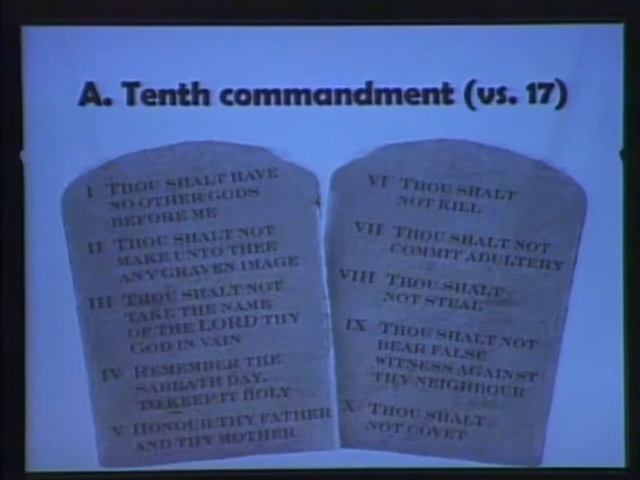 A. Tenth commandment (vs. 17)
I THOU SHALT HAVE
NO OTHER GODS
BEFORE ME
II THOU SHALT NOT
MAKE UNTO THEE
ANY GRAVEN IMAGE
III THOU SHALT NOT
TAKE THE NAME
OF THE LORD THY
GOD IN VAIN
IV REMEMBER THE
SABBATH DAY,
TO KEEP IT HOLY
V HONOUR THY FATHER
AND THY MOTHER
VI THOU SHALT
NOT KILL
VII THOU SHALT NOT
COMMIT ADULTERY
VIII THOU SHALT
NOT STEAL
IX THOU SHALT NOT
BEAR FALSE
WITNESS AGAINST
THY NEIGHBOUR
X THOU SHALT
NOT COVET